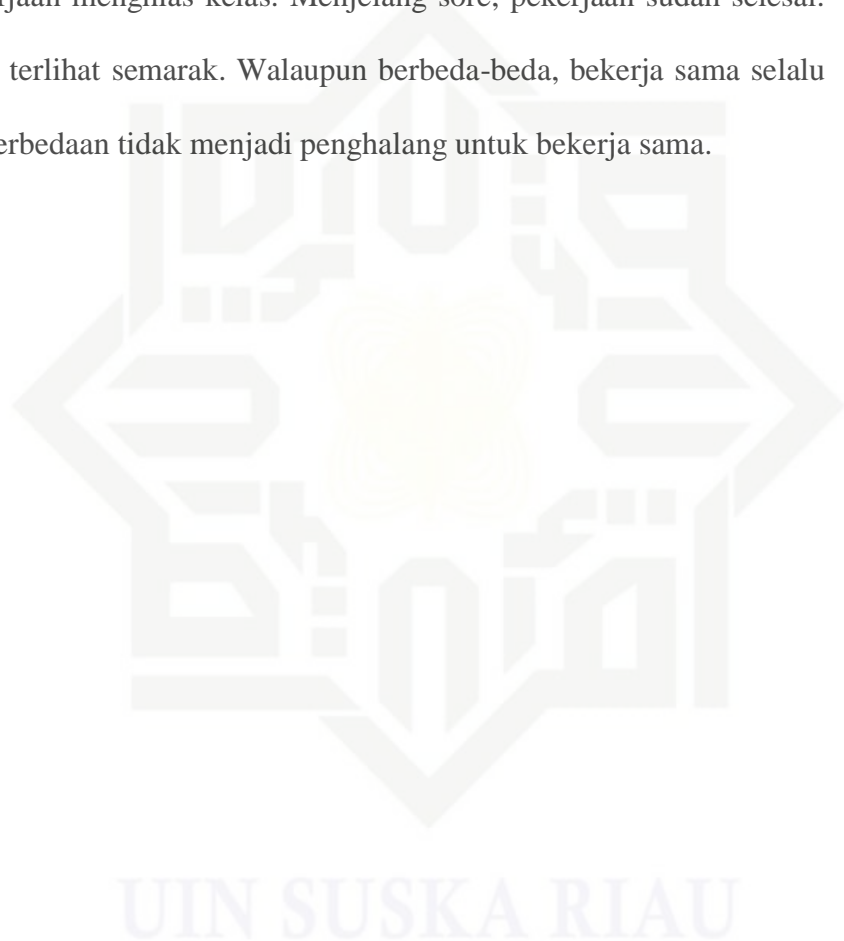 menghias kelas. Menjelang sore, pekerjaan sudah selesai.
terlihat semarak. Walaupun berbeda-beda, bekerja sama selalu
erbedaan tidak menjadi penghalang untuk bekerja sama.
UIN SUSKA RIAU